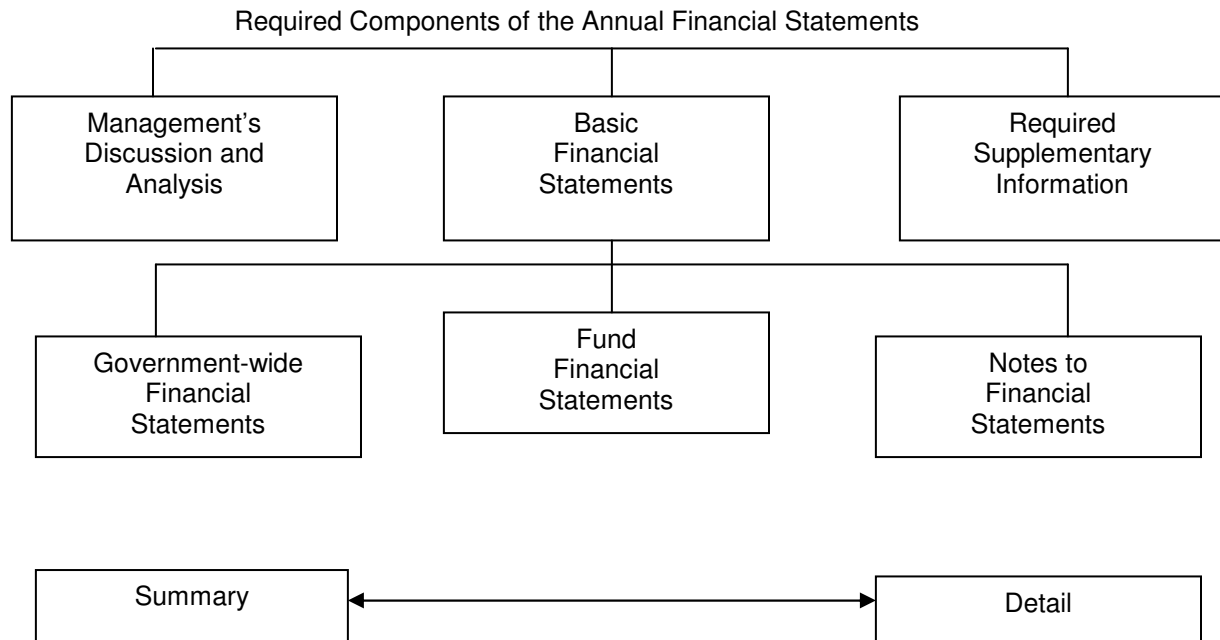 Required Components of the Annual Financial Statements
Management’s
Discussion and
Analysis
Basic
Financial
Statements
Required
Supplementary
Information
Government-wide
Financial
Statements
Fund
Financial
Statements
Notes to
Financial
Statements
Summary
Detail